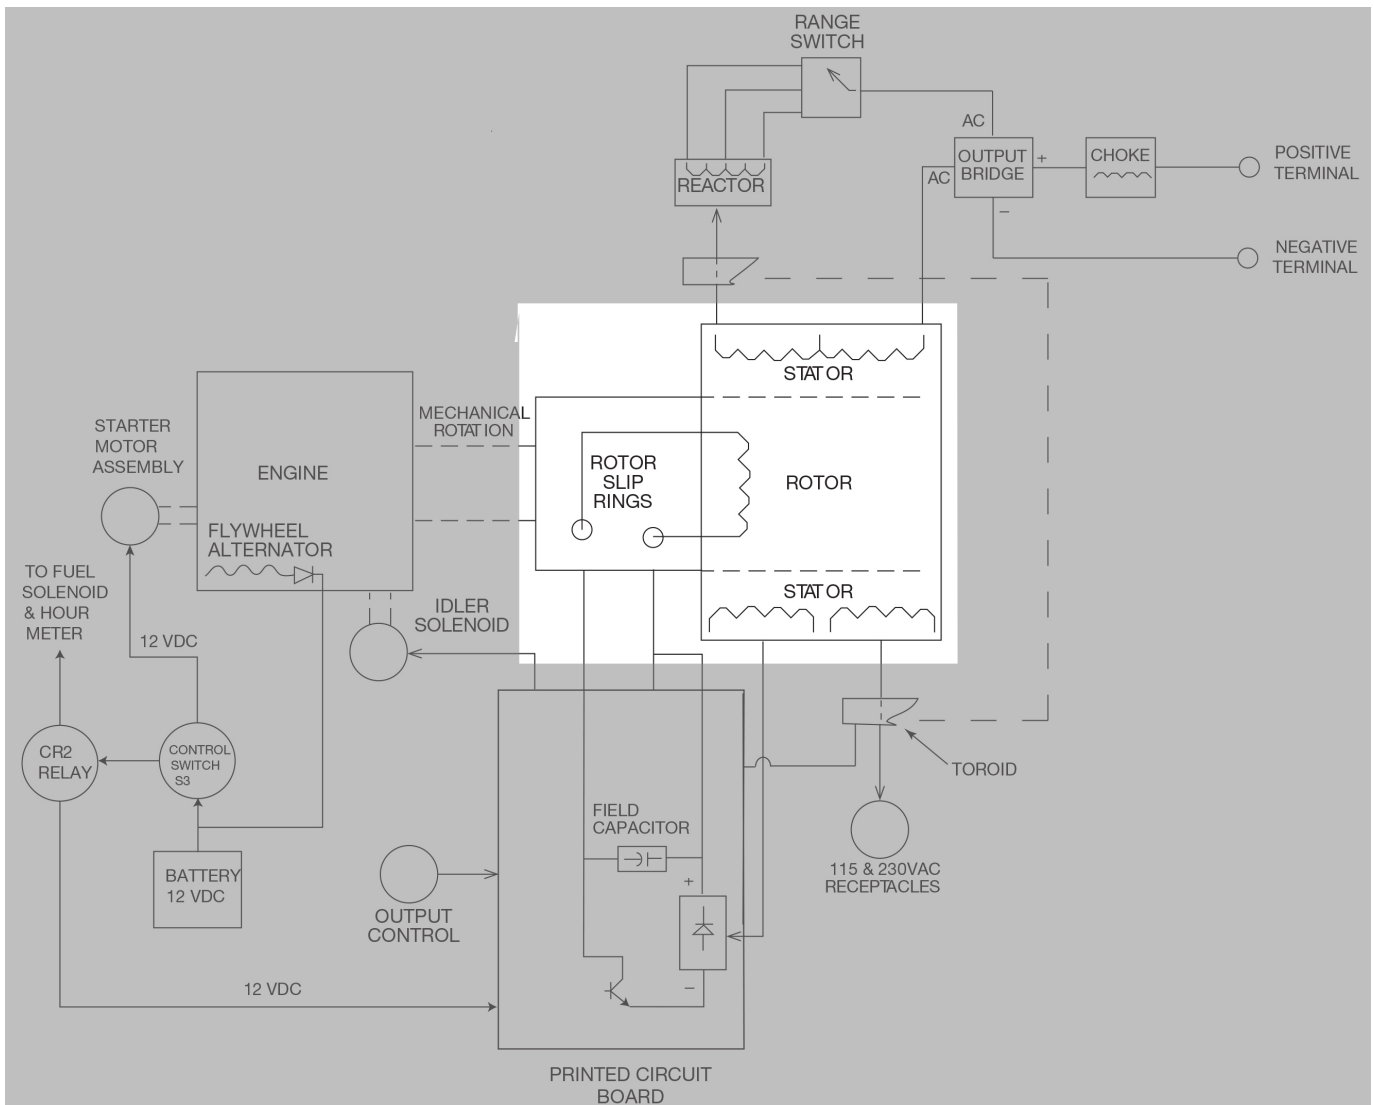 RANGE
SWITCH
AC
OUTPUT
BRIDGE
+
CHOKE
POSITIVE
TERMINAL
AC
REACTOR
−
NEGATIVE
TERMINAL
STATOR
MECHANICAL
ROTATION
STARTER
MOTOR
ASSEMBLY
ENGINE
ROTOR
SLIP
RINGS
ROTOR
FLYWHEEL
ALTERNATOR
TO FUEL
SOLENOID
& HOUR
METER
STATOR
IDLER
SOLENOID
12 VDC
CR2
RELAY
CONTROL
SWITCH
S3
TOROID
FIELD
CAPACITOR
BATTERY
12 VDC
+
115 & 230VAC
RECEPTACLES
OUTPUT
CONTROL
12 VDC
−
PRINTED CIRCUIT
BOARD